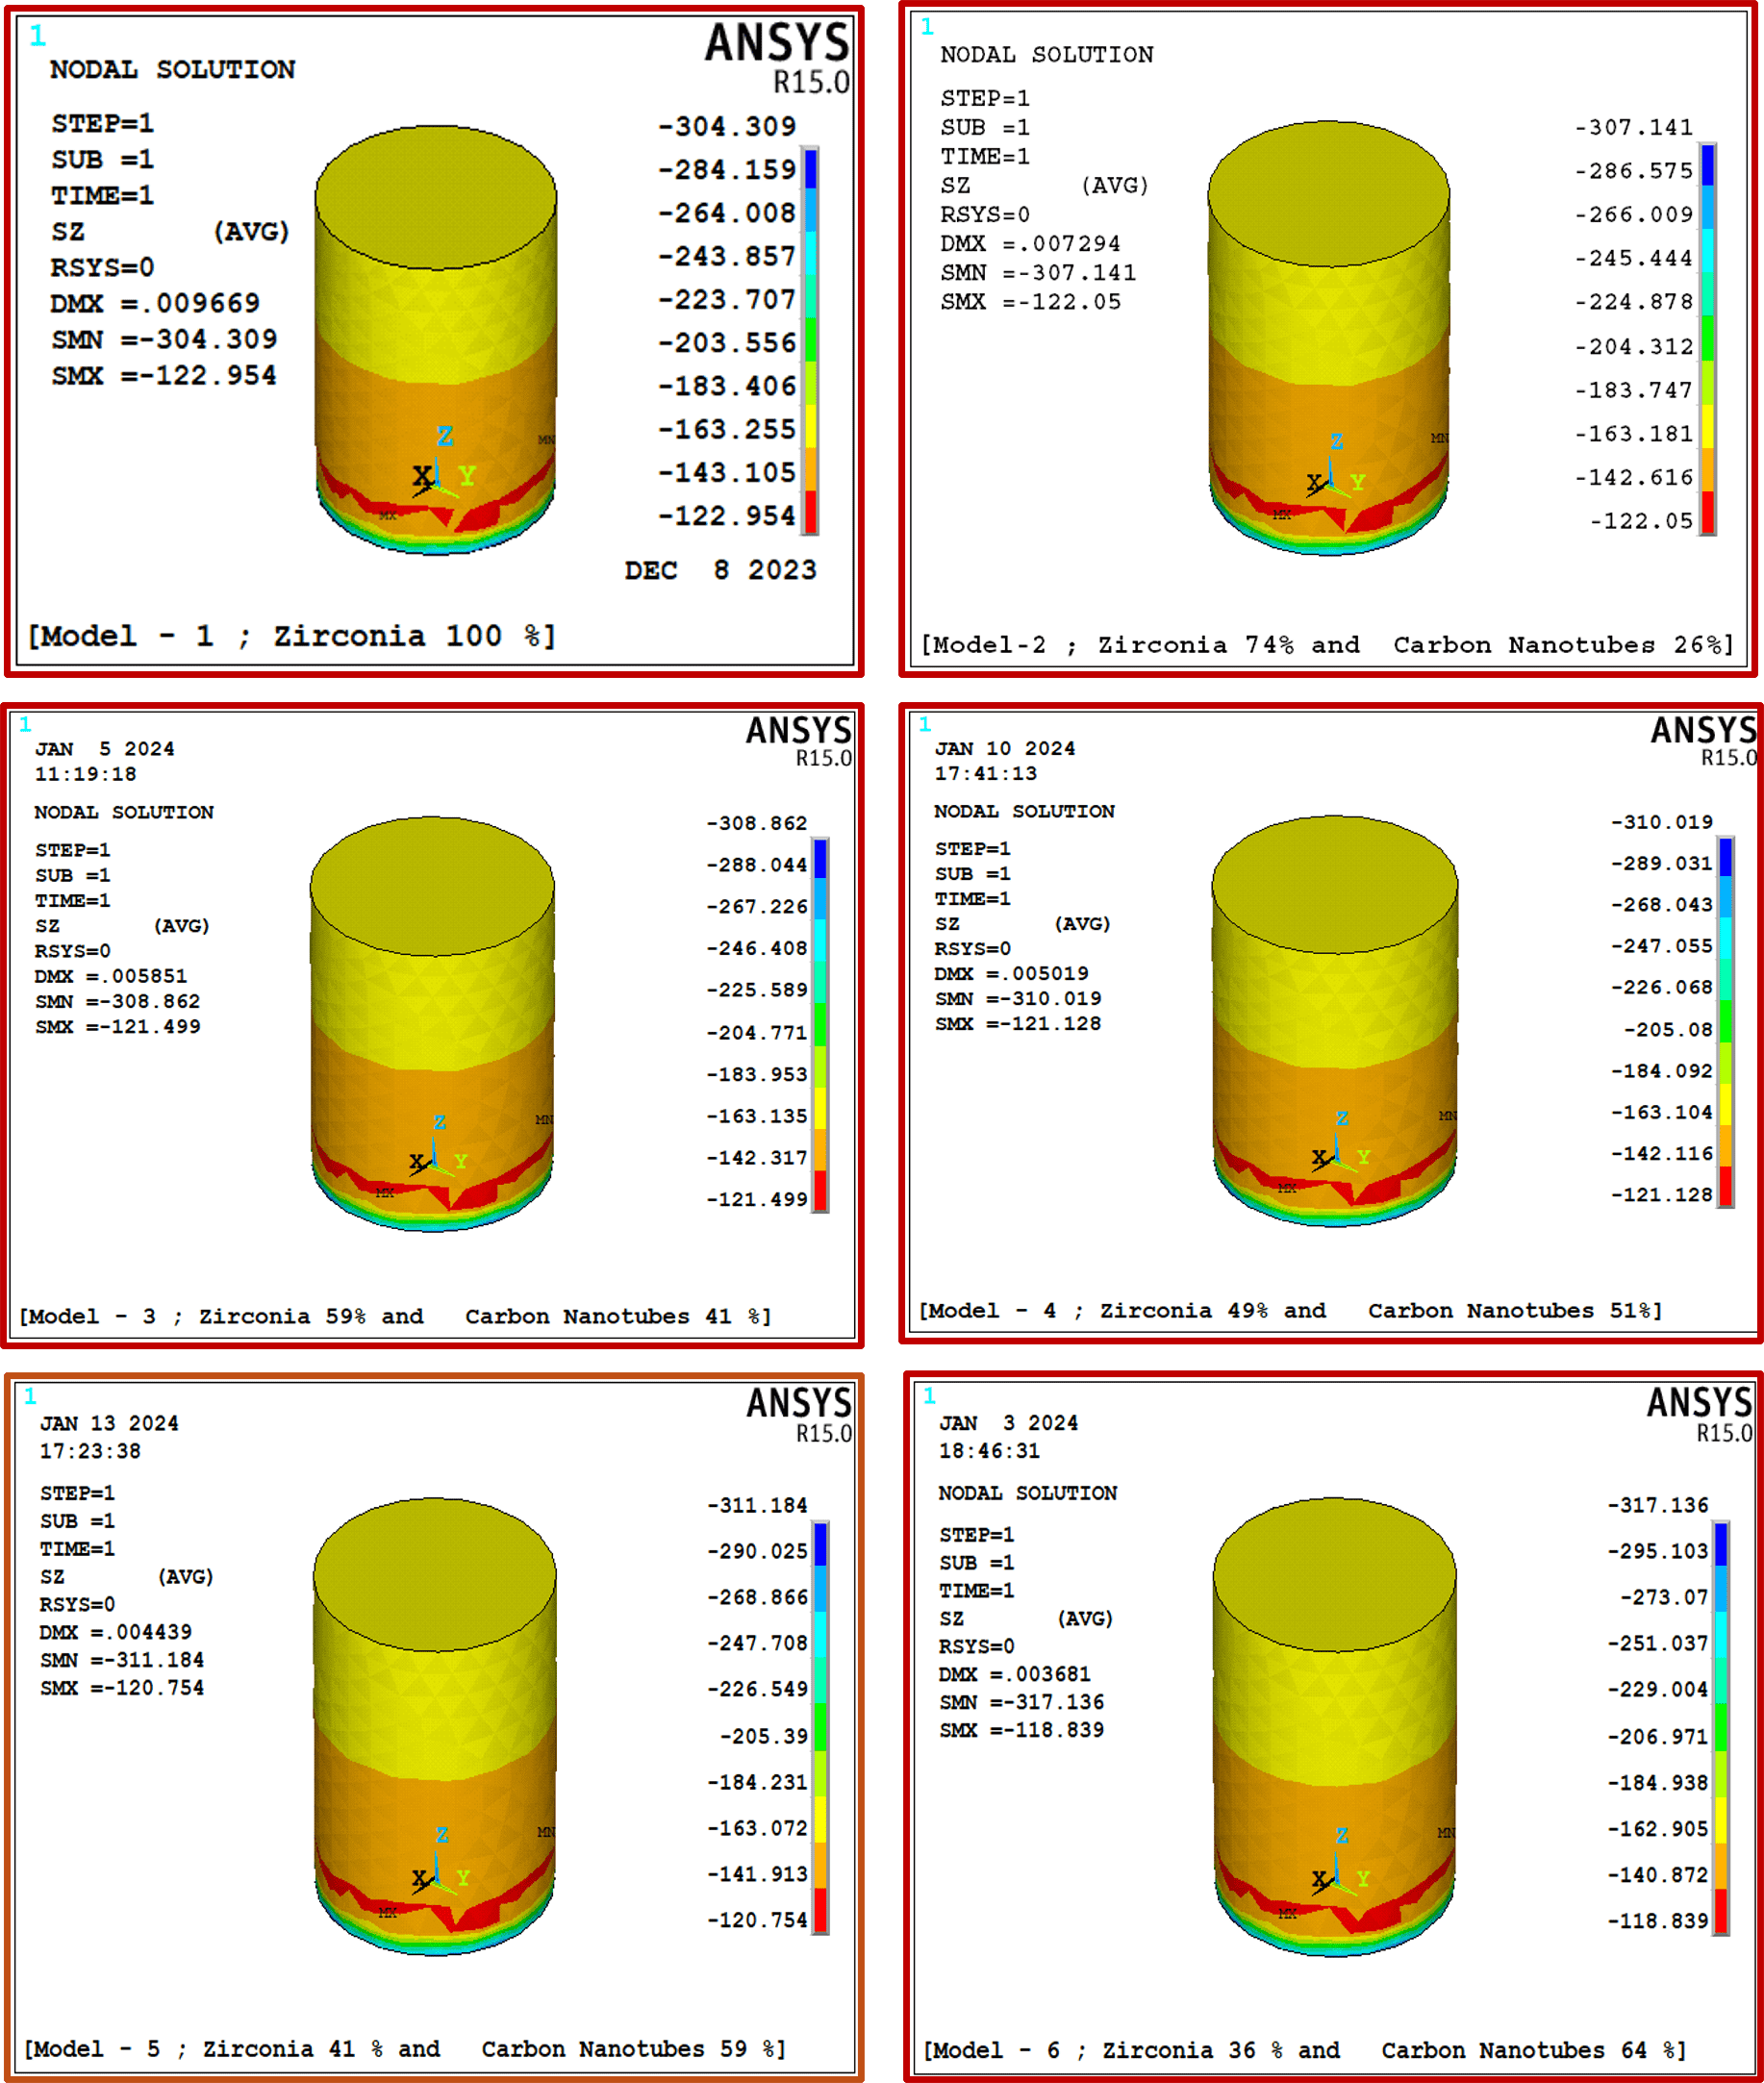 1
ANSYS
R15.0
NODAL SOLUTION
STEP=1
SUB =1
TIME=1
SZ (AVG)
RSYS=0
DMX =.009669
SMN =-304.309
SMX =-122.954
-304.309
-284.159
-264.008
-243.857
-223.707
-203.556
-183.406
-163.255
-143.105
-122.954
Z
MN
X Y
MX
DEC 8 2023
[Model - 1 ; Zirconia 100 %]
1
NODAL SOLUTION
STEP=1
SUB =1
TIME=1
SZ (AVG)
RSYS=0
DMX =.007294
SMN =-307.141
SMX =-122.05
-307.141
-286.575
-266.009
-245.444
-224.878
-204.312
-183.747
-163.181
-142.616
-122.05
Z
MN
X Y
MX
[Model-2 ; Zirconia 74% and Carbon Nanotubes 26%]
1
ANSYS
R15.0
JAN 5 2024
11:19:18
NODAL SOLUTION
STEP=1
SUB =1
TIME=1
SZ (AVG)
RSYS=0
DMX =.005851
SMN =-308.862
SMX =-121.499
-308.862
-288.044
-267.226
-246.408
-225.589
-204.771
-183.953
-163.135
-142.317
-121.499
Z
MN
X Y
MX
[Model - 3 ; Zirconia 59% and Carbon Nanotubes 41 %]
1
ANSYS
R15.0
JAN 10 2024
17:41:13
NODAL SOLUTION
STEP=1
SUB =1
TIME=1
SZ (AVG)
RSYS=0
DMX =.005019
SMN =-310.019
SMX =-121.128
-310.019
-289.031
-268.043
-247.055
-226.068
-205.08
-184.092
-163.104
-142.116
-121.128
Z
MN
X Y
MX
[Model - 4 ; Zirconia 49% and Carbon Nanotubes 51%]
1
ANSYS
R15.0
JAN 13 2024
17:23:38
STEP=1
SUB =1
TIME=1
SZ (AVG)
RSYS=0
DMX =.004439
SMN =-311.184
SMX =-120.754
-311.184
-290.025
-268.866
-247.708
-226.549
-205.39
-184.231
-163.072
-141.913
-120.754
Z
MN
X Y
MX
[Model - 5 ; Zirconia 41 % and Carbon Nanotubes 59 %]
1
ANSYS
R15.0
JAN 3 2024
18:46:31
NODAL SOLUTION
STEP=1
SUB =1
TIME=1
SZ (AVG)
RSYS=0
DMX =.003681
SMN =-317.136
SMX =-118.839
-317.136
-295.103
-273.07
-251.037
-229.004
-206.971
-184.938
-162.905
-140.872
-118.839
Z
MN
X Y
MX
[Model - 6 ; Zirconia 36 % and Carbon Nanotubes 64 %]